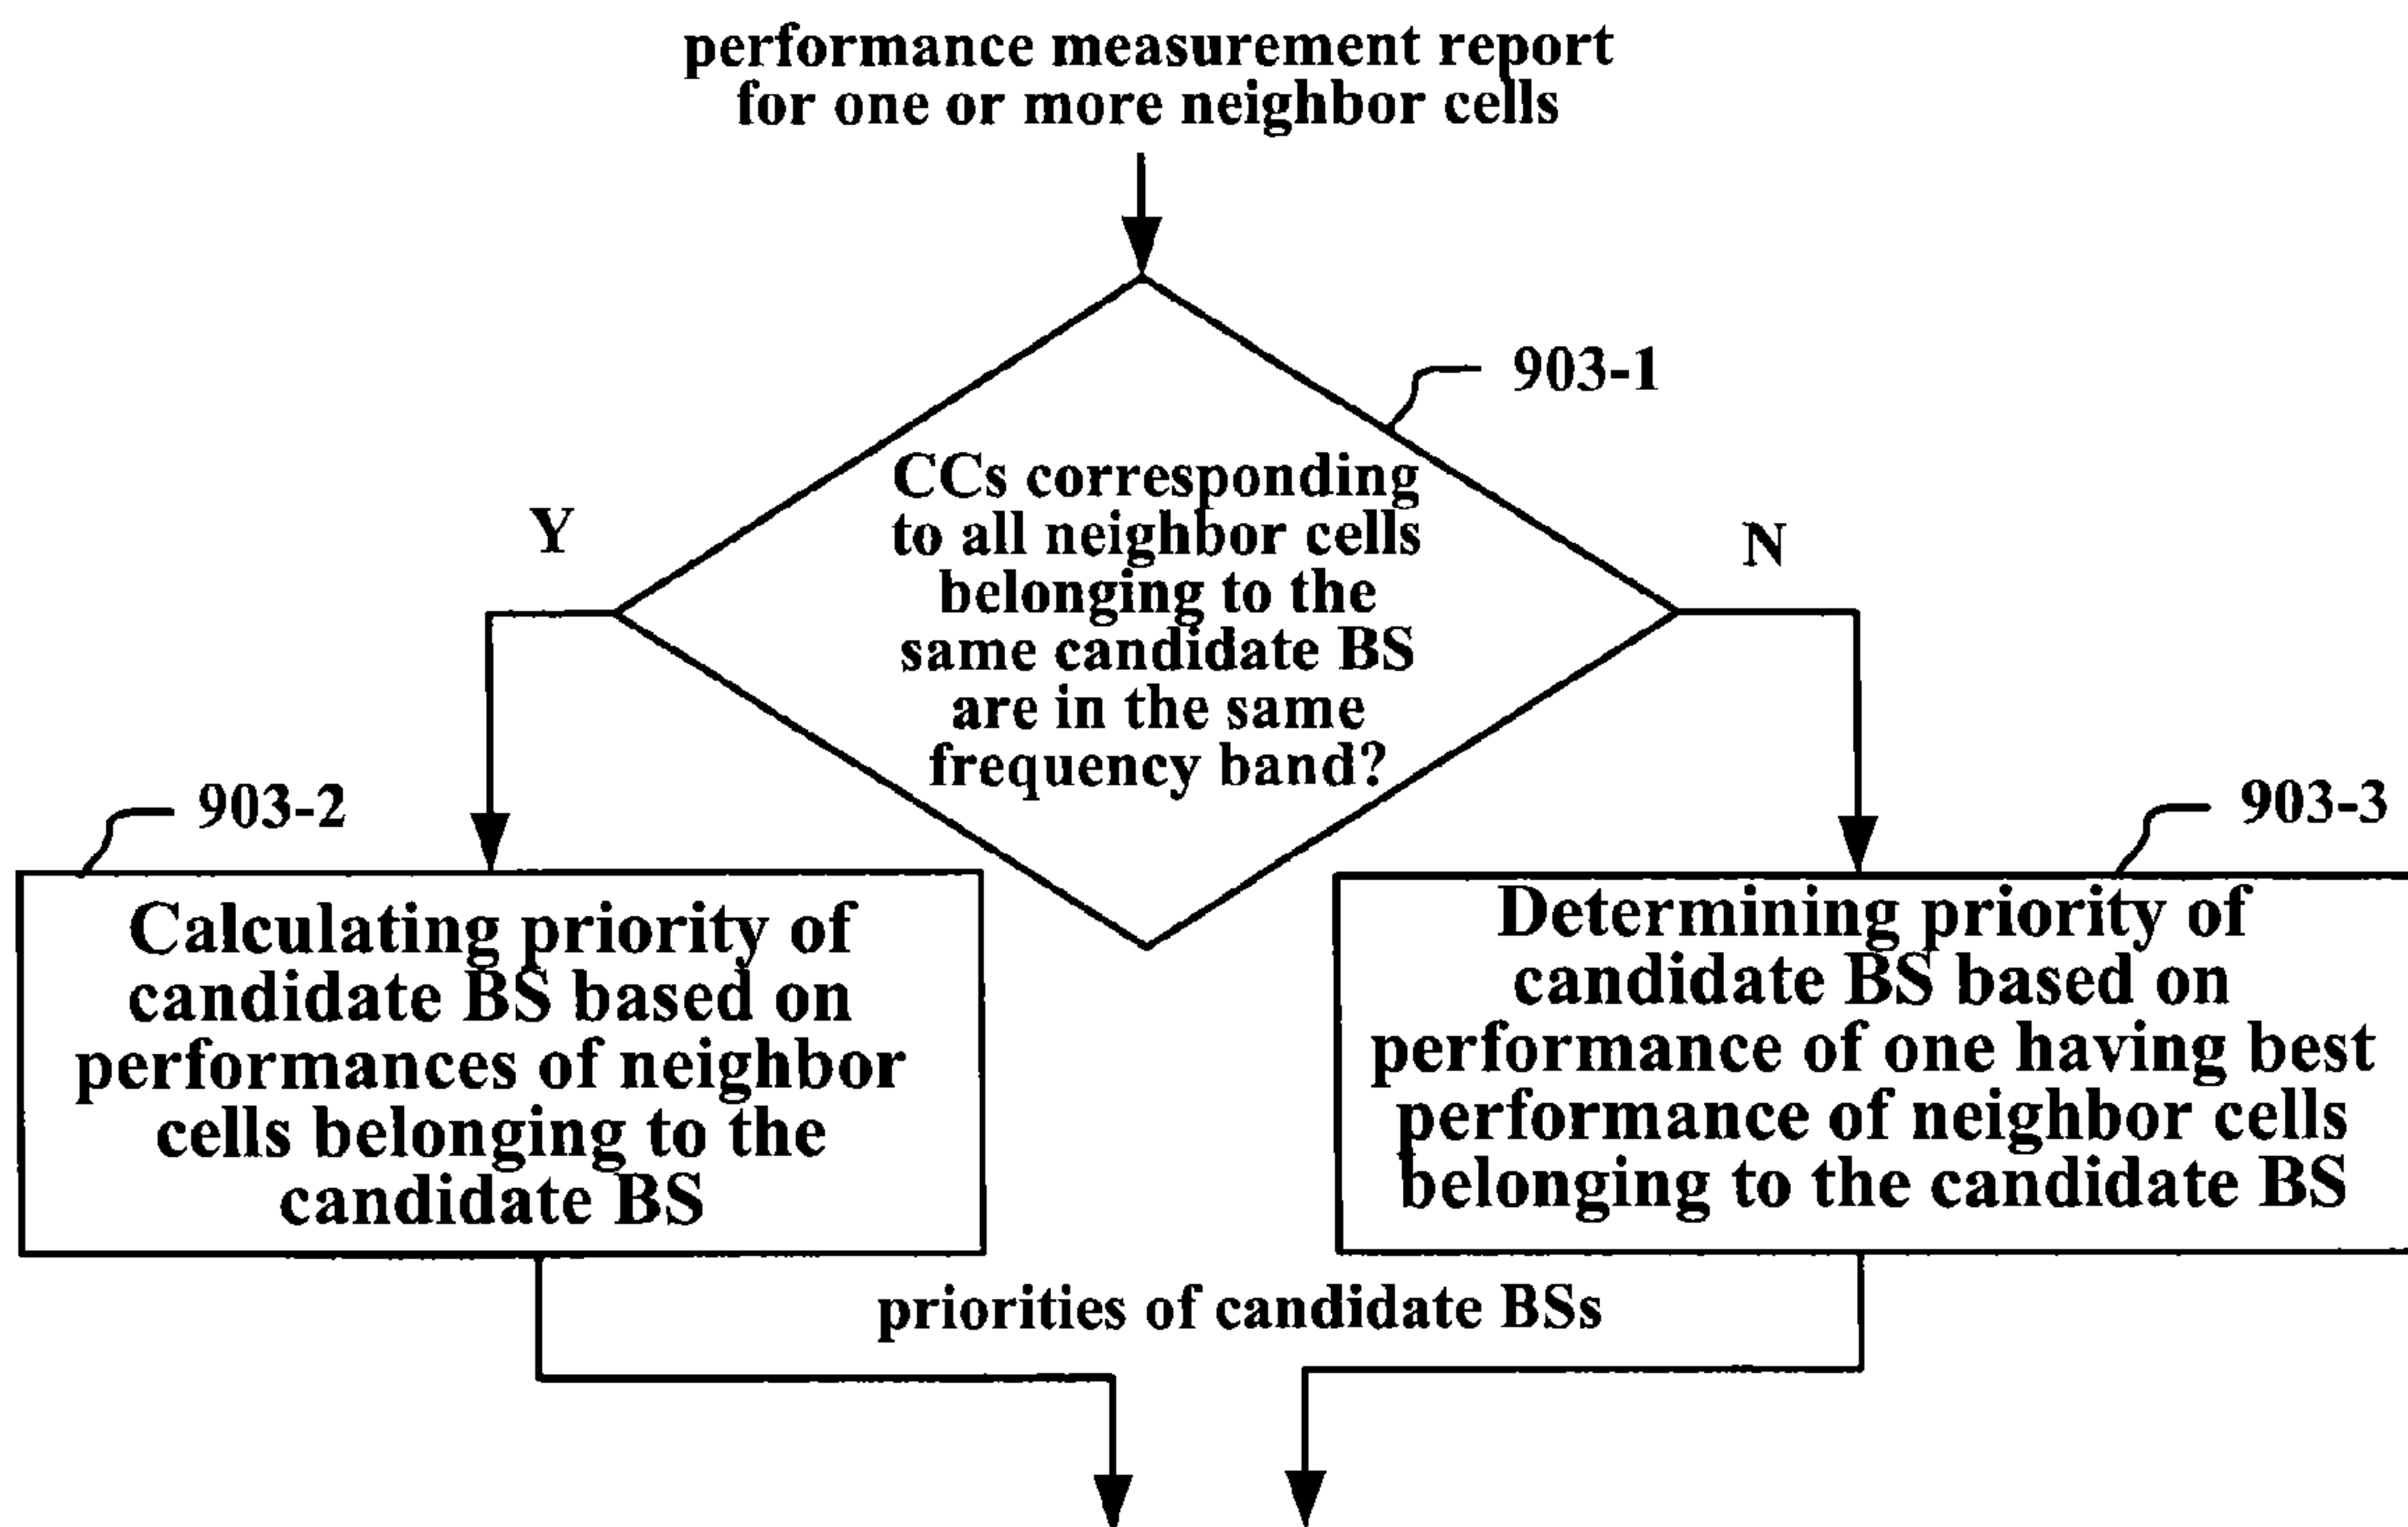 performance measurement report
for one or more neighbor cells
903-1
CCs corresponding
to all neighbor cells
belonging to the
same candidate BS
are in the same
frequency band?
Y
N
903-2
903-3
Calculating priority of
candidate BS based on
performances of neighbor
cells belonging to the
candidate BS
Determining priority of
candidate BS based on
performance of one having best
performance of neighbor cells
belonging to the candidate BS
priorities of candidate BSs